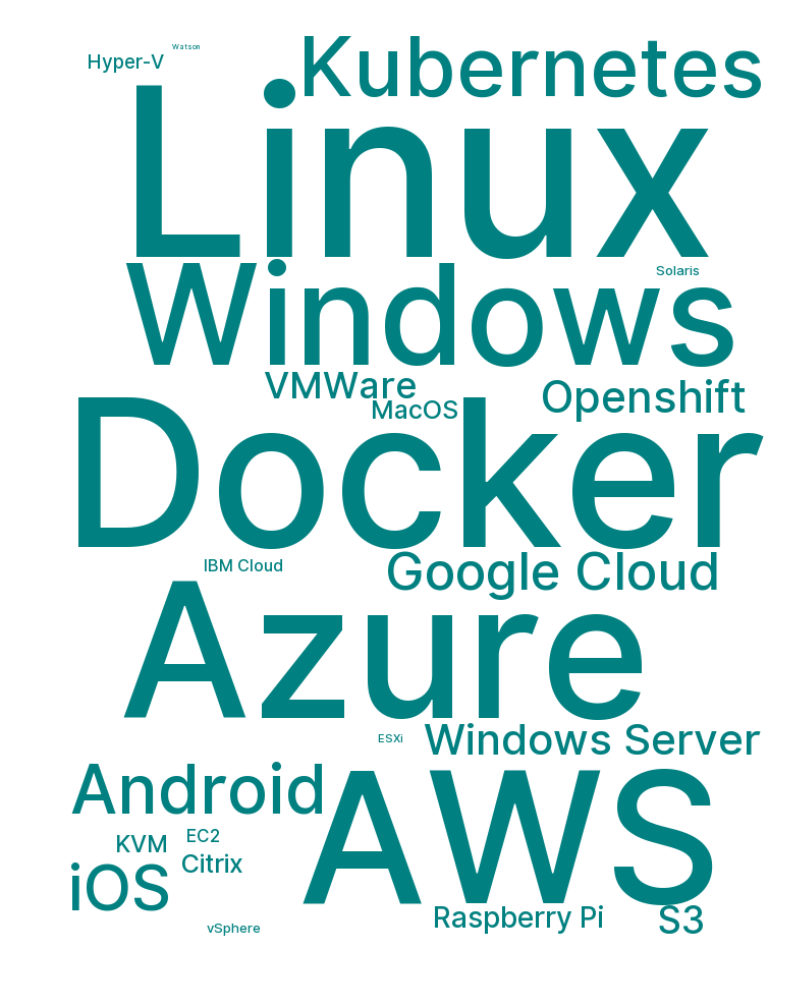 Watson
Hyper-V
Kubernetes
Linux
Windows
Solaris
VMWare
MacOS
Openshift
Docker
IBM Cloud
Google Cloud
Azure
ESXi
Windows Server
Android
AWS
KVM
EC2
Citrix
iOS
Raspberry Pi
S3
vSphere